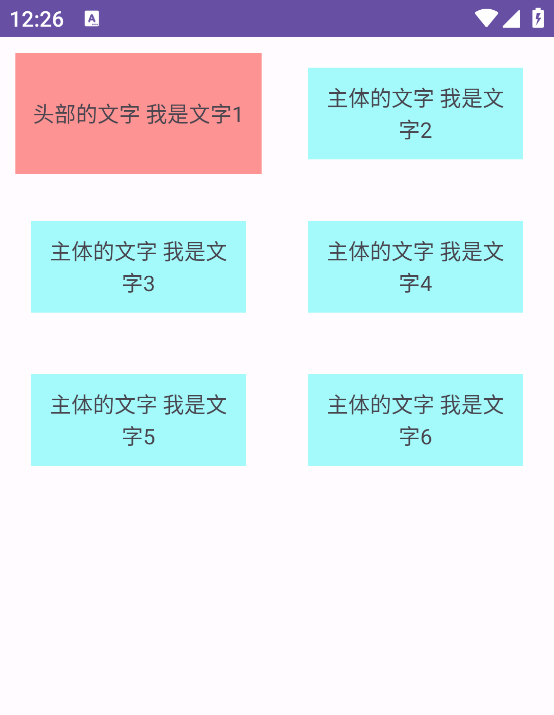 12:26
头部的文字 我是文字1
主体的文字 我是文
字2
主体的文字 我是文
字3
主体的文字 我是文
字4
主体的文字 我是文
字5
主体的文字 我是文
字6